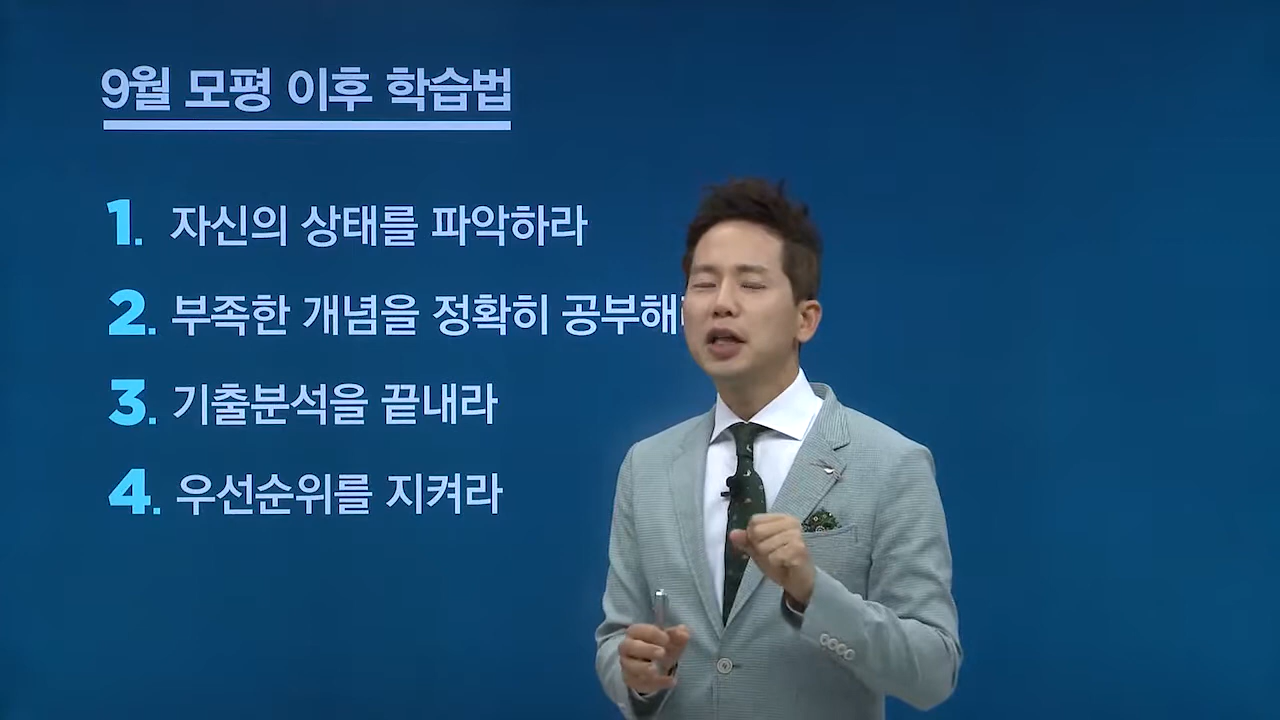 9월 모평 이후 학습법
1. 자신의 상태를 파악하라
2. 부족한 개념을 정확히 공부해
3. 기출분석을 끝내라
4. 우선순위를 지켜라